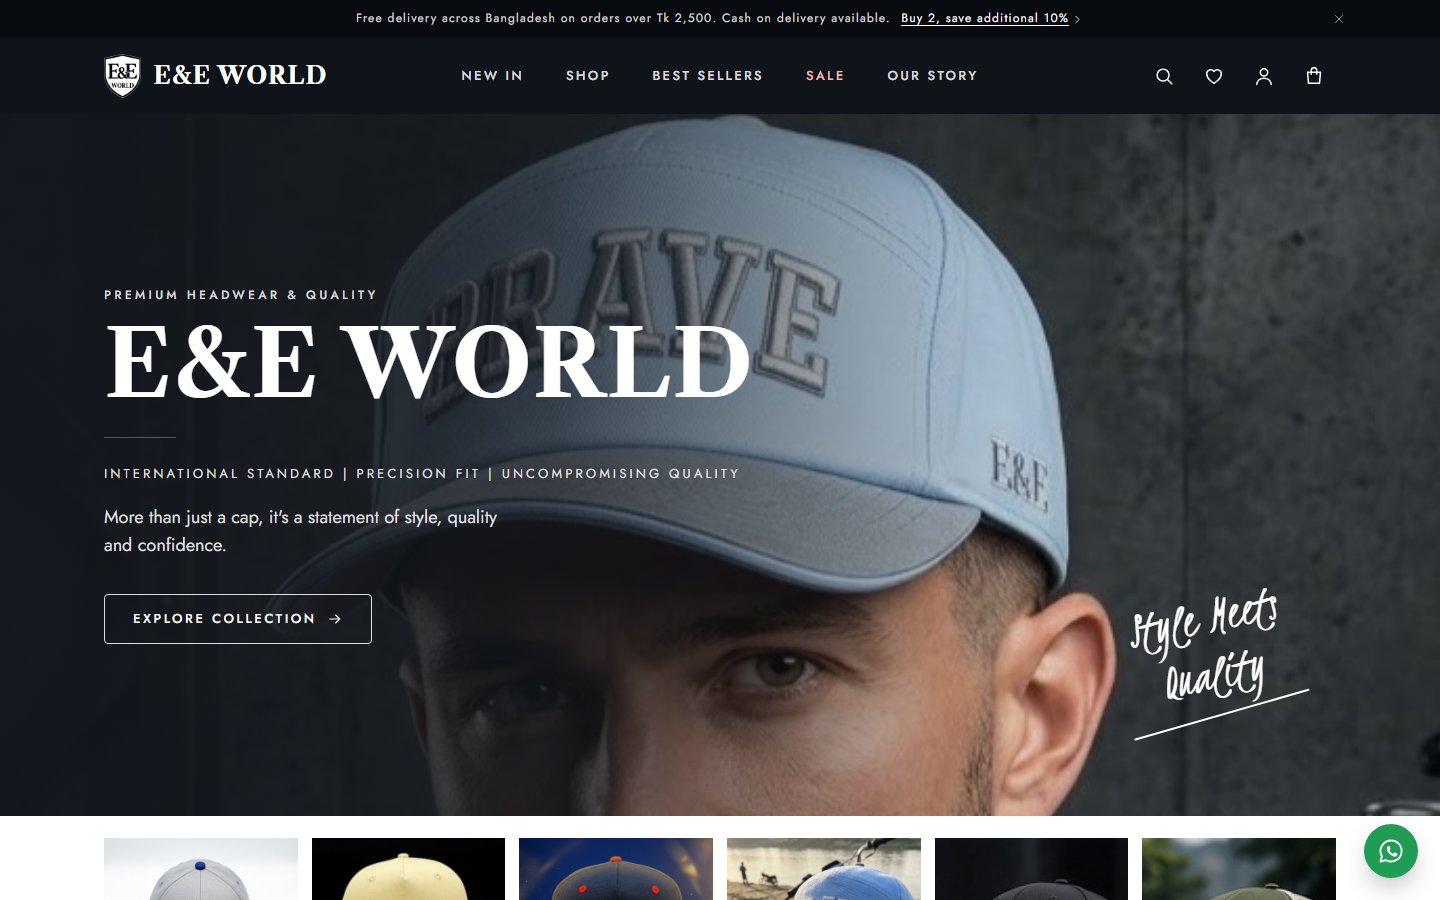 Free delivery across Bangladesh on orders over Tk 2,500. Cash on delivery available. Buy 2, save additional 10%
E&E WORLD
E&E WORLD
NEW IN
SHOP
BEST SELLERS
SALE
OUR STORY
BRAVE
E&E
PREMIUM HEADWEAR & QUALITY
E&E WORLD
INTERNATIONAL STANDARD | PRECISION FIT | UNCOMPROMISING QUALITY
More than just a cap, it's a statement of style, quality
and confidence.
EXPLORE COLLECTION
Style Meets
Quality